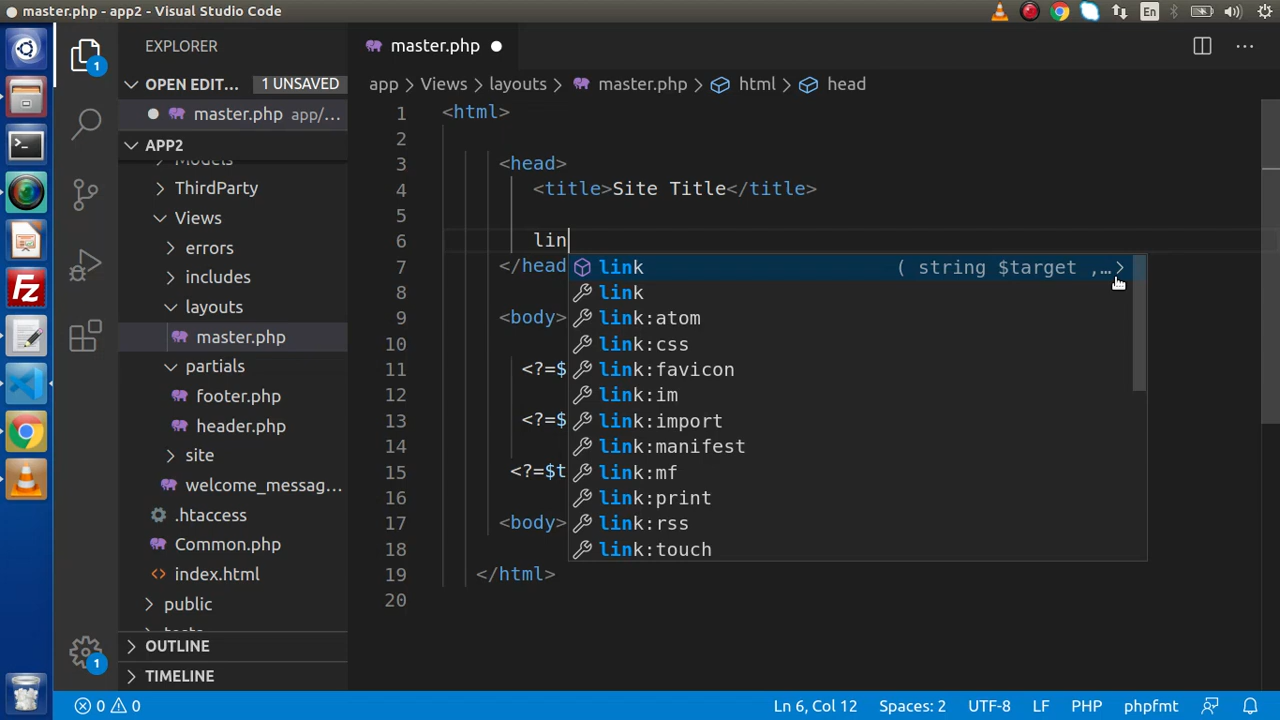 master.php - app2 - Visual Studio Code
En
EXPLORER
master.php
OPEN EDIT... 1 UNSAVED
app > Views > layouts > master.php > html > head
master.php app/...
APP2
Models
ThirdParty
Views
errors
includes
layouts
master.php
partials
footer.php
header.php
site
welcome_messag...
.htaccess
Common.php
index.html
public
tests
OUTLINE
TIMELINE
1
1
1 <html>
2
3 <head>
4 <title>Site Title</title>
5
6 lin
7 </head
8
9 <body>
10
11 <?=$
12
13 <?=$
14
15 <?=$t
16
17 <body>
18
19 </html>
20
link ( string $target ,… >
link
link:atom
link:css
link:favicon
link:im
link:import
link:manifest
link:mf
link:print
link:rss
link:touch
0 0 Ln 6, Col 12 Spaces: 2 UTF-8 LF PHP phpfmt